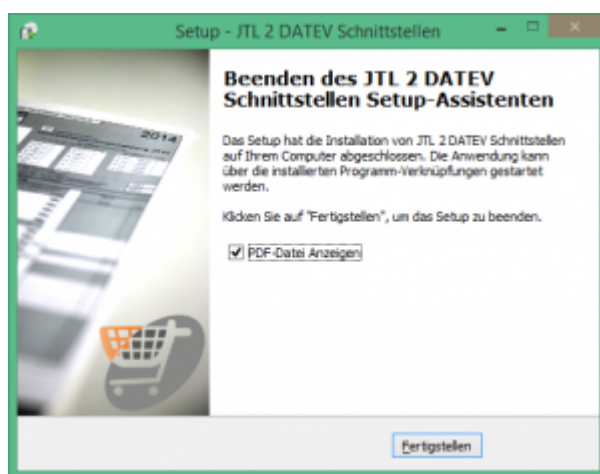 Setup - JTL 2 DATEV Schnittstellen
2014
Beenden des JTL 2 DATEV
Schnittstellen Setup-Assistenten
Das Setup hat die Installation von JTL 2 DATEV Schnittstellen
auf Ihrem Computer abgeschlossen. Die Anwendung kann
über die installierten Programm-Verknüpfungen gestartet
werden.
Klicken Sie auf "Fertigstellen", um das Setup zu beenden.
PDF-Datei Anzeigen
Fertigstellen